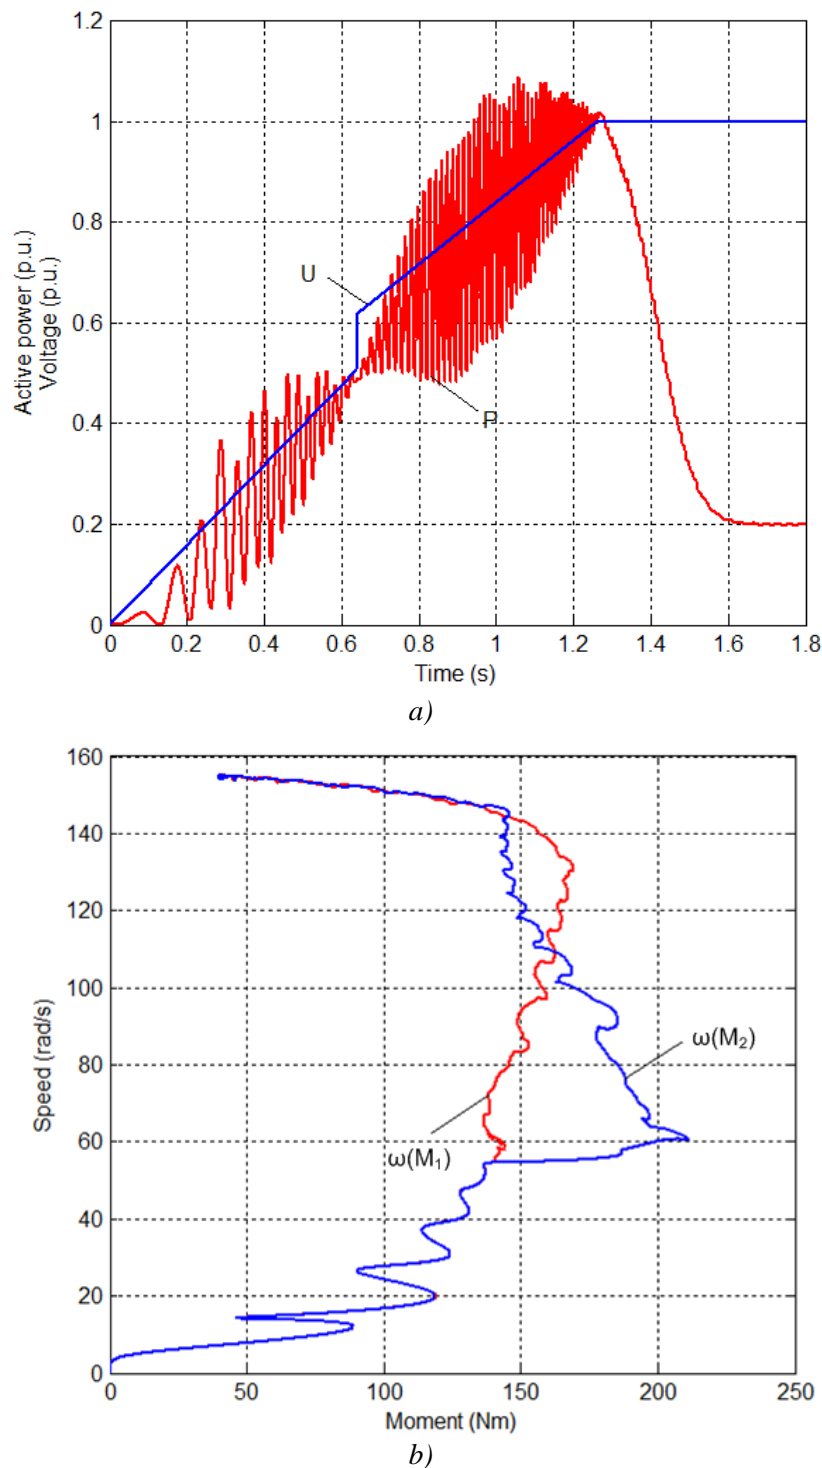 1.2
1
0.8
0.6
0.4
0.2
0
Active power (p.u.)
Voltage (p.u.)
U
P
0 0.2 0.4 0.6 0.8 1 1.2 1.4 1.6 1.8
Time (s)
a)
160
140
120
100
80
60
40
20
0
Speed (rad/s)
ω(M₂)
ω(M₁)
0 50 100 150 200 250
Moment (Nm)
b)